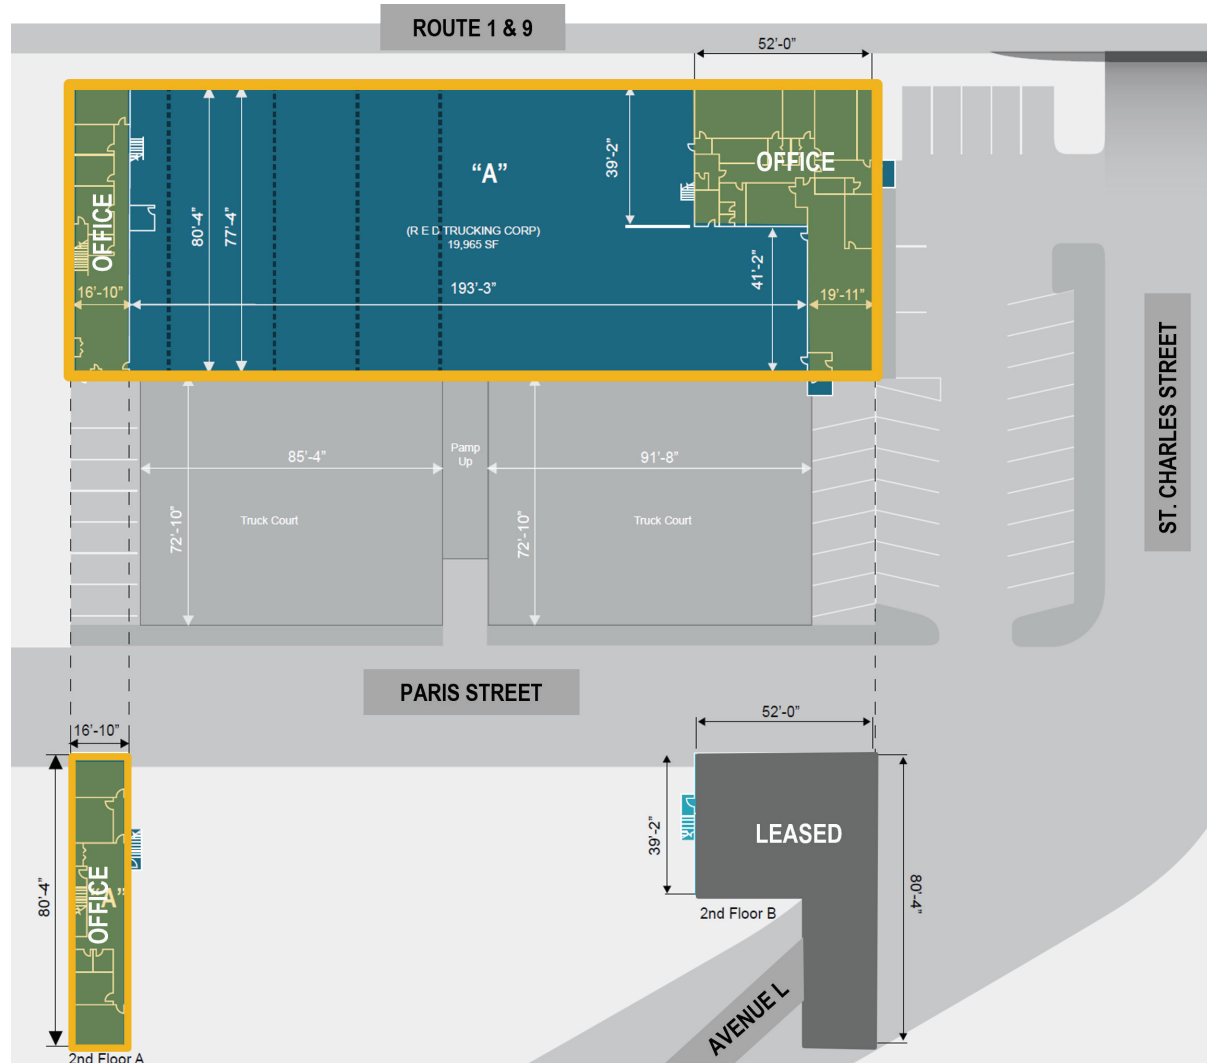 ROUTE 1 & 9
52’-0”
39’-2”
“A”
OFFICE
OFFICE
80’-4”
77’-4”
(R E D TRUCKING CORP)
19,965 SF
41’-2”
16’-10”
193’-3”
19’-11”
ST. CHARLES STREET
85’-4”
Pamp
Up
91’-8”
72’-10”
Truck Court
72’-10”
Truck Court
PARIS STREET
16’-10”
52’-0”
80’-4”
OFFICE
“A”
39’-2”
LEASED
80’-4”
2nd Floor B
AVENUE L
2nd Floor A